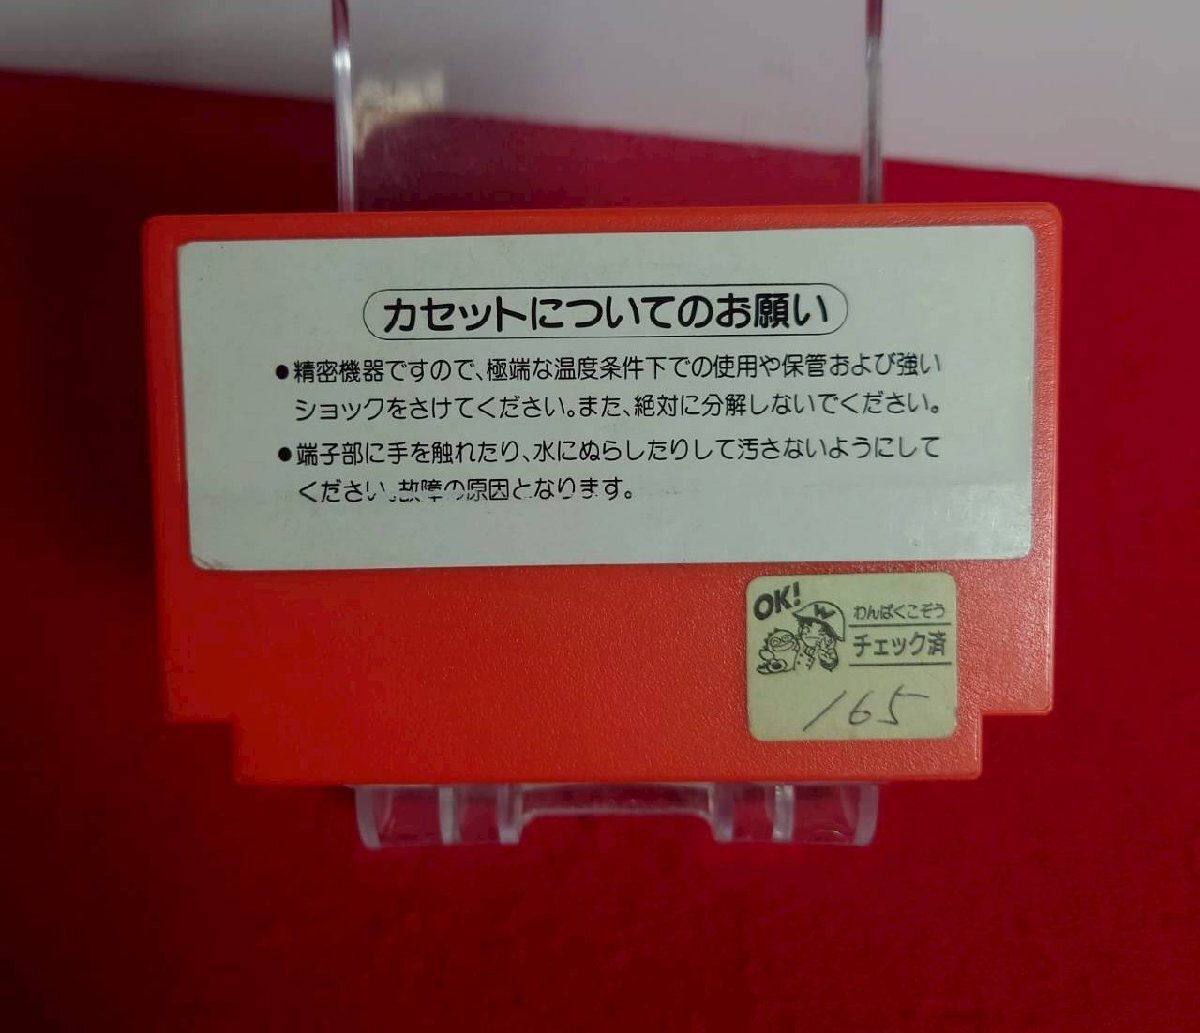 カセットについてのお願い
●精密機器ですので、極端な温度条件下での使用や保管および強い
ショックをさけてください。また、絶対に分解しないでください。
●端子部に手を触れたり、水にぬらしたりして汚さないようにして
ください。故障の原因となります。
OK!
わんぱくこぞう
チェック済
165